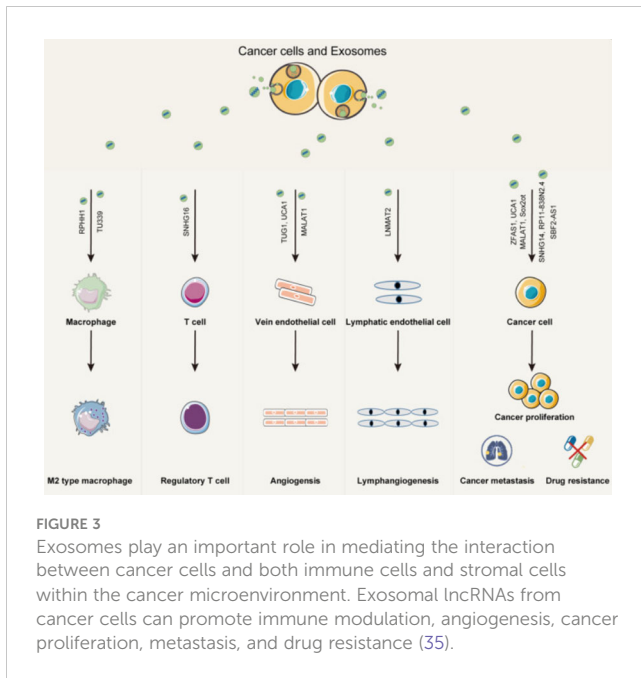 Cancer cells and Exosomes
RPHH1
TU339
SNHG16
TUG1, UCA1
MALAT1
LNMAT2
ZFAS1, UCA1
MALAT1, Sox2ot
SNHG14, RP11-838N2.4
SBF2-AS1
Macrophage
T cell
Vein endothelial cell
Lymphatic endothelial cell
Cancer cell
Cancer proliferation
M2 type macrophage
Regulatory T cell
Angiogensis
Lymphangiogenesis
Cancer metastasis
Drug resistance
FIGURE 3
Exosomes play an important role in mediating the interaction
between cancer cells and both immune cells and stromal cells
within the cancer microenvironment. Exosomal lncRNAs from
cancer cells can promote immune modulation, angiogenesis, cancer
proliferation, metastasis, and drug resistance (35).